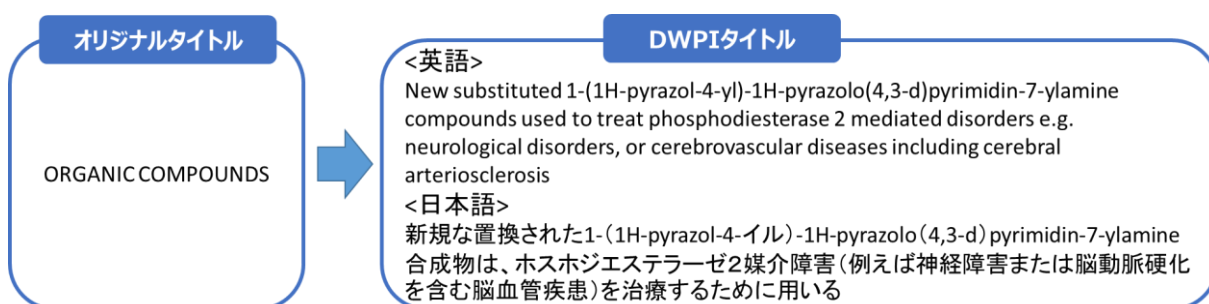 オリジナルタイトル
ORGANIC COMPOUNDS
DWPIタイトル
<英語>
New substituted 1-(1H-pyrazol-4-yl)-1H-pyrazolo(4,3-d)pyrimidin-7-ylamine
compounds used to treat phosphodiesterase 2 mediated disorders e.g.
neurological disorders, or cerebrovascular diseases including cerebral
arteriosclerosis
<日本語>
新規な置換された1-(1H-pyrazol-4-イル)-1H-pyrazolo(4,3-d)pyrimidin-7-ylamine
合成物は、ホスホジエステラーゼ2媒介障害(例えば神経障害または脳動脈硬化
を含む脳血管疾患)を治療するために用いる